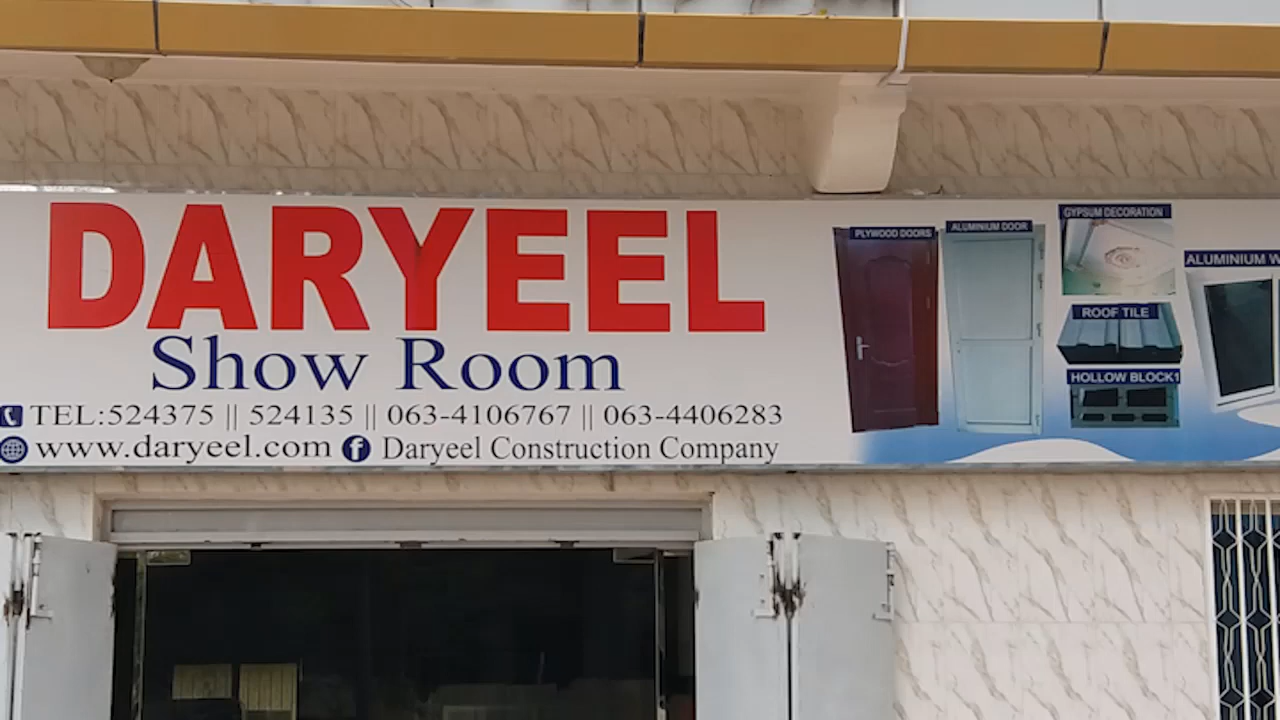 DARYEEL
Show Room
TEL:524375 || 524135 || 063-4106767 || 063-4406283
www.daryeel.com f Daryeel Construction Company
PLYWOOD DOORS
ALUMINIUM DOOR
GYPSUM DECORATION
ROOF TILE
HOLLOW BLOCK1
ALUMINIUM W